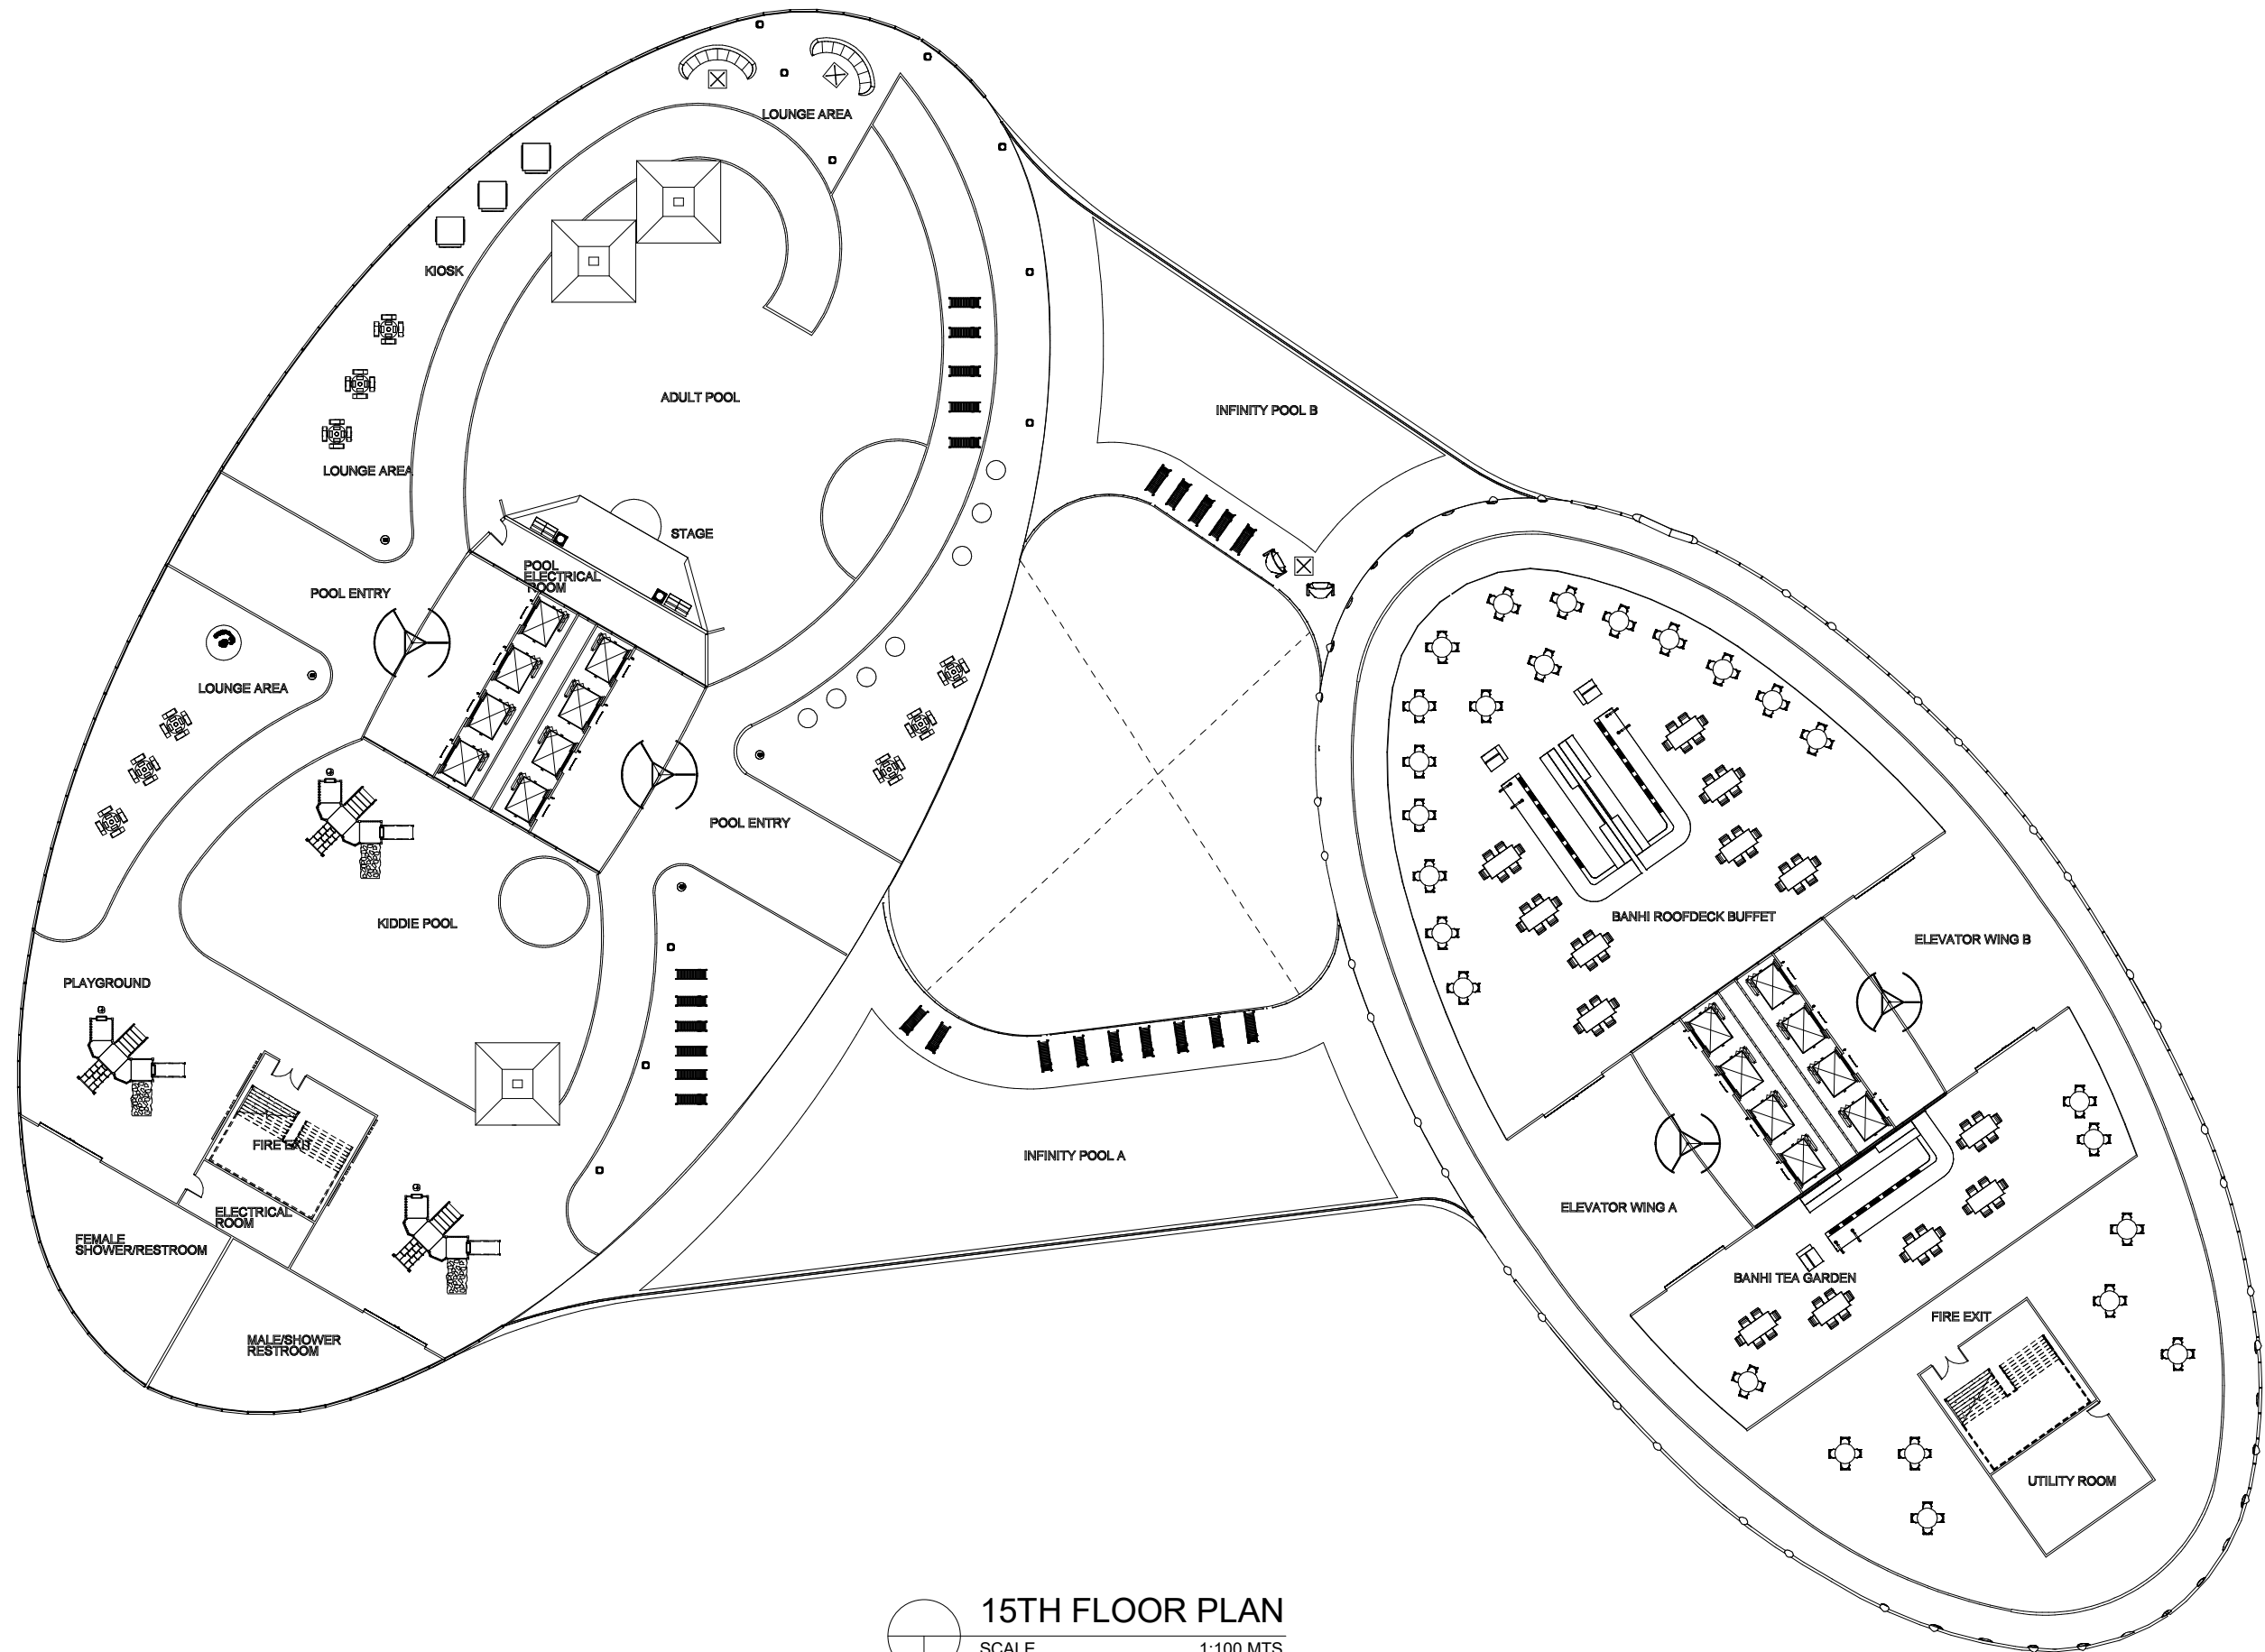 LOUNGE AREA
KIOSK
ADULT POOL
INFINITY POOL B
LOUNGE AREA
STAGE
POOL
ELECTRICAL
ROOM
POOL ENTRY
LOUNGE AREA
POOL ENTRY
KIDDIE POOL
BANHI ROOFDECK BUFFET
ELEVATOR WING B
PLAYGROUND
FIRE EXIT
INFINITY POOL A
ELECTRICAL
ROOM
ELEVATOR WING A
FEMALE
SHOWER/RESTROOM
BANHI TEA GARDEN
FIRE EXIT
MALE/SHOWER
RESTROOM
UTILITY ROOM
15TH FLOOR PLAN
SCALE 1:100 MTS